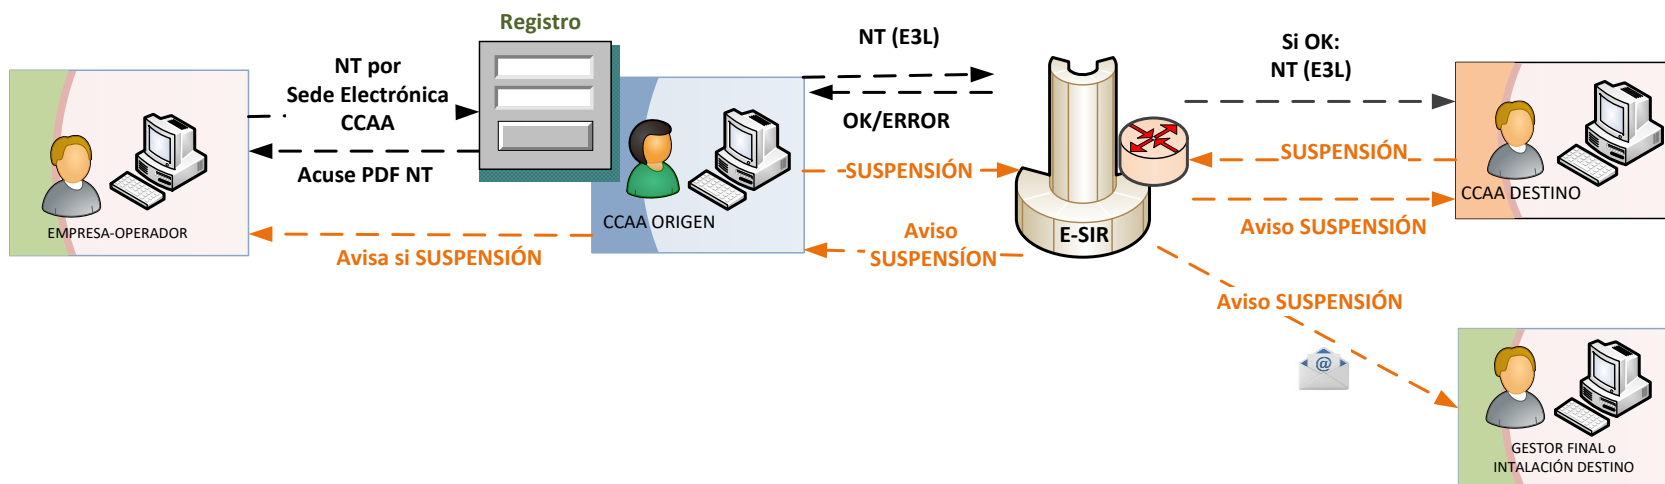 Registro
NT por
Sede Electrónica
CCAA
Acuse PDF NT
EMPRESA-OPERADOR
Avisa si SUSPENSIÓN
CCAA ORIGEN
NT (E3L)
OK/ERROR
SUSPENSIÓN
Aviso
SUSPENSÍON
E-SIR
Si OK:
NT (E3L)
SUSPENSIÓN
Aviso SUSPENSIÓN
CCAA DESTINO
Aviso SUSPENSIÓN
@
GESTOR FINAL o
INTALACIÓN DESTINO